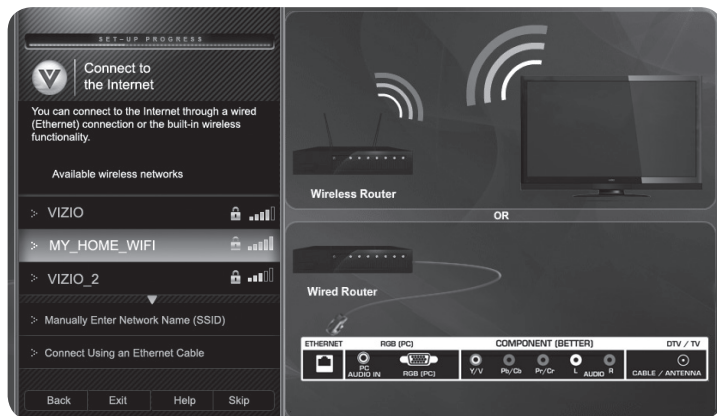 SET-UP PROGRESS
V
Connect to
the Internet
You can connect to the Internet through a wired
(Ethernet) connection or the built-in wireless
functionality.
Available wireless networks
VIZIO
MY_HOME_WIFI
VIZIO_2
Manually Enter Network Name (SSID)
Connect Using an Ethernet Cable
Back Exit Help Skip
Wireless Router
OR
Wired Router
ETHERNET RGB (PC) COMPONENT (BETTER) DTV / TV
PC
AUDIO IN RGB (PC) Y/V Pb/Cb Pr/Cr L AUDIO R CABLE / ANTENNA